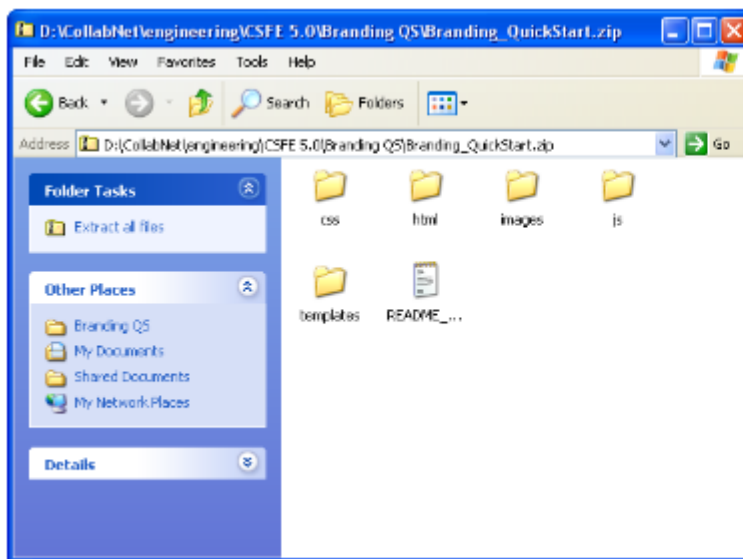 D:\CollabNet\engineering\CSFE 5.0\Branding QS\Branding_QuickStart.zip
File Edit View Favorites Tools Help
Back Search Folders
Address D:\CollabNet\engineering\CSFE 5.0\Branding QS\Branding_QuickStart.zip Go
Folder Tasks
Extract all files
Other Places
Branding QS
My Documents
Shared Documents
My Network Places
Details
css html images js
templates README_...